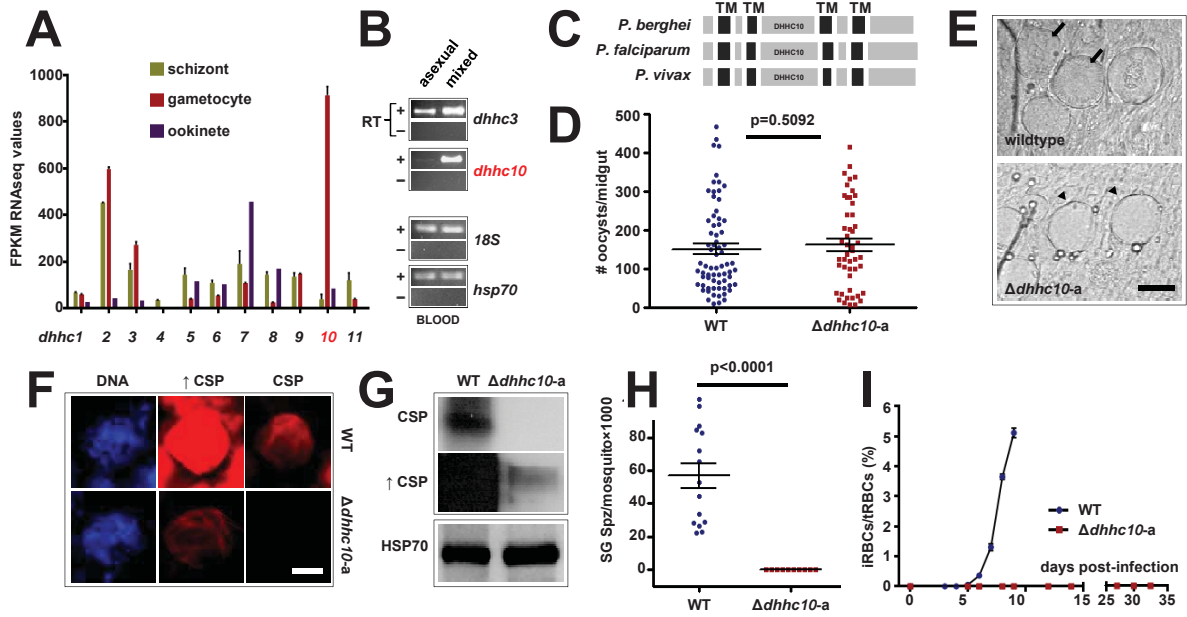 A
FPKM RNAseq values
1000
800
600
400
200
0
schizont
gametocyte
ookinete
dhhc1 2 3 4 5 6 7 8 9 10 11
B
asexual
mixed
RT
+
−
dhhc3
+
−
dhhc10
+
−
18S
+
−
hsp70
BLOOD
C
TM TM TM TM
P. berghei DHHC10
P. falciparum DHHC10
P. vivax DHHC10
D
p=0.5092
# oocysts/midgut
500
400
300
200
100
0
WT Δdhhc10-a
E
wildtype
Δdhhc10-a
F
DNA ↑ CSP CSP
WT
Δdhhc10-a
G
WT Δdhhc10-a
CSP
↑ CSP
HSP70
H
p<0.0001
SG Spz/mosquito×1000
80
60
40
20
0
WT Δdhhc10-a
I
iRBCs/tRBCs (%)
6
5
4
3
2
1
0
WT
Δdhhc10-a
days post-infection
0 5 10 15 25 30 35